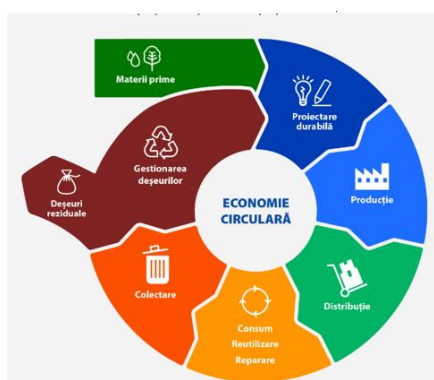 Materii prime
Proiectare
durabilă
Producție
Distribuție
Consum
Reutilizare
Reparare
Colectare
Gestionarea
deșeurilor
Deșeuri
reziduale
ECONOMIE
CIRCULARĂ